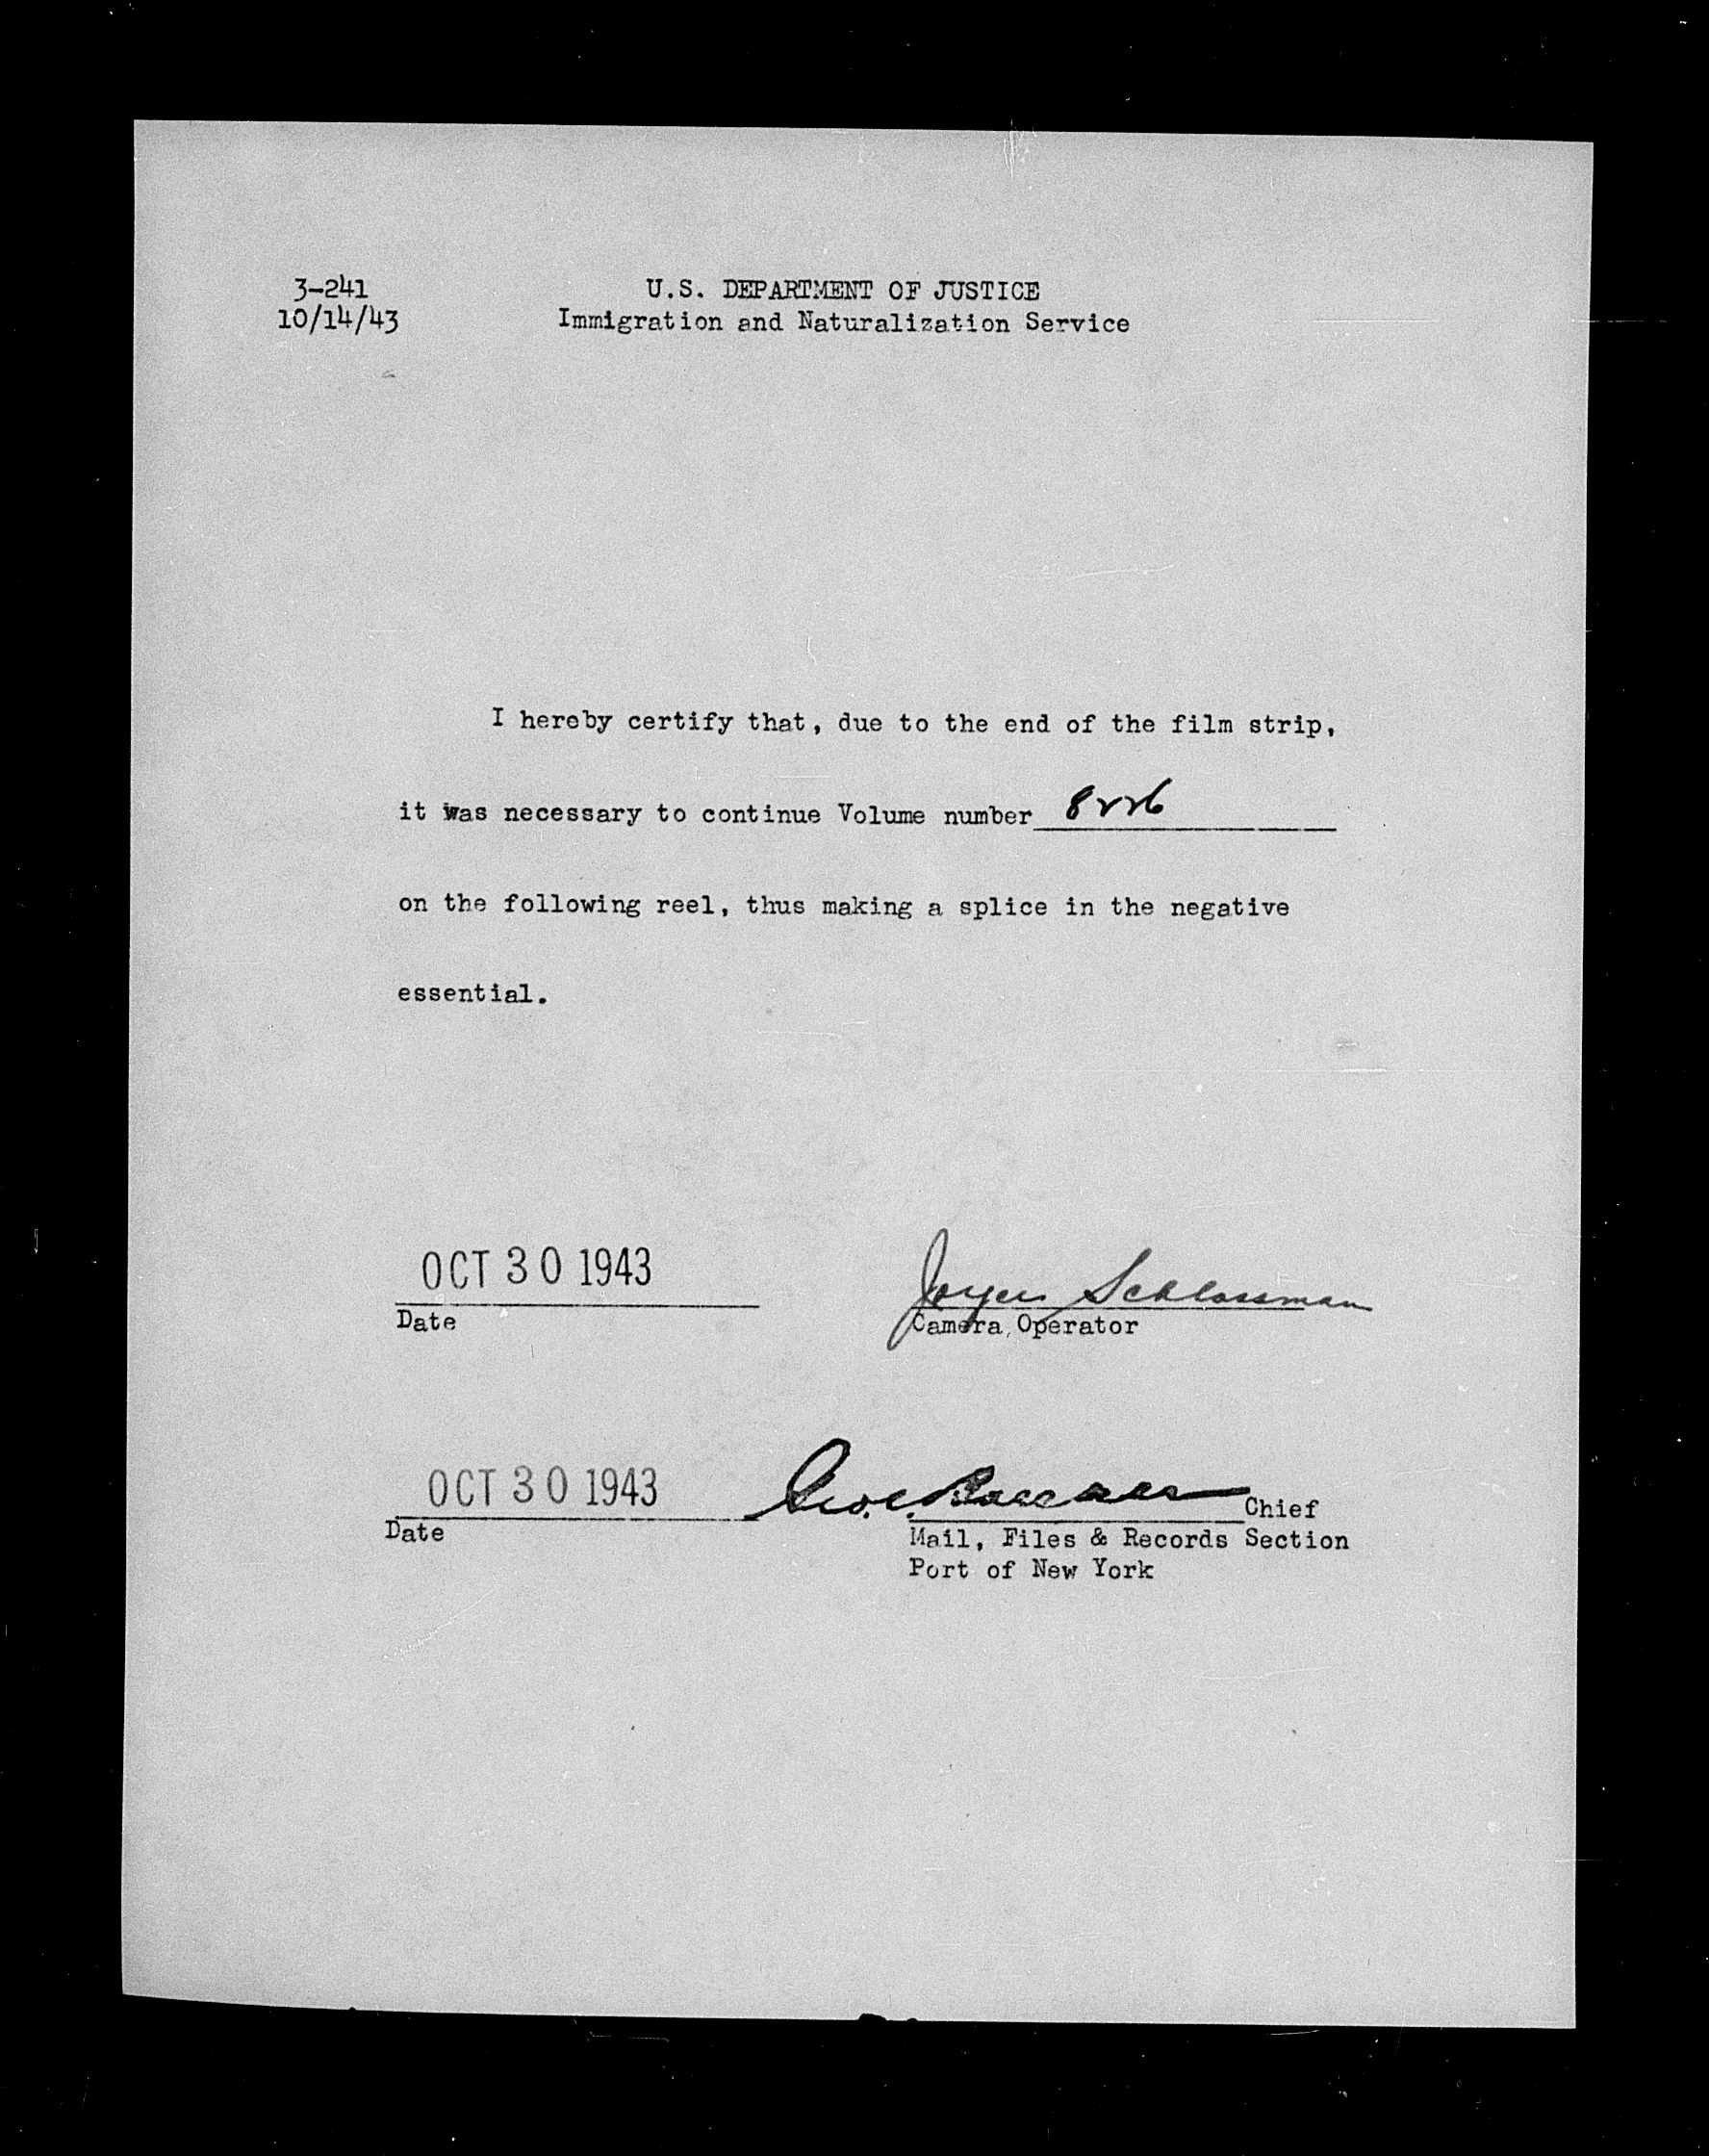 3-241
10/14/43
U.S. DEPARTMENT OF JUSTICE
Immigration and Naturalization Service
I hereby certify that, due to the end of the film strip,
it was necessary to continue Volume number 8226
on the following reel, thus making a splice in the negative
essential.
OCT 30 1943
Date
Schlossman
Camera Operator
OCT 30 1943
Date
Geo. Chief
Mail, Files & Records Section
Port of New York